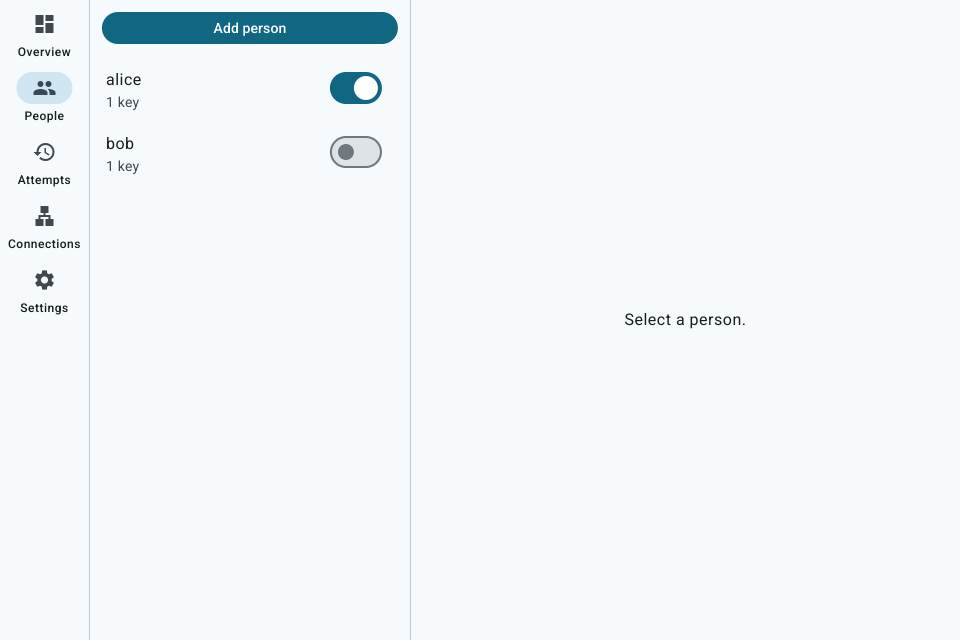 Overview
People
Attempts
Connections
Settings
Add person
alice
1 key
bob
1 key
Select a person.